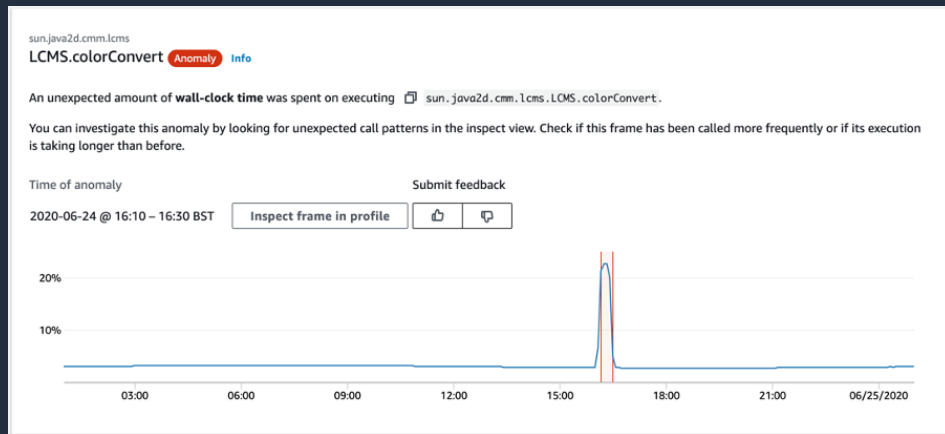 sun.java2d.cmm.lcms
LCMS.colorConvert Anomaly Info
An unexpected amount of wall-clock time was spent on executing sun.java2d.cmm.lcms.LCMS.colorConvert.
You can investigate this anomaly by looking for unexpected call patterns in the inspect view. Check if this frame has been called more frequently or if its execution
is taking longer than before.
Time of anomaly Submit feedback
2020-06-24 @ 16:10 – 16:30 BST Inspect frame in profile
20%
10%
03:00 06:00 09:00 12:00 15:00 18:00 21:00 06/25/2020